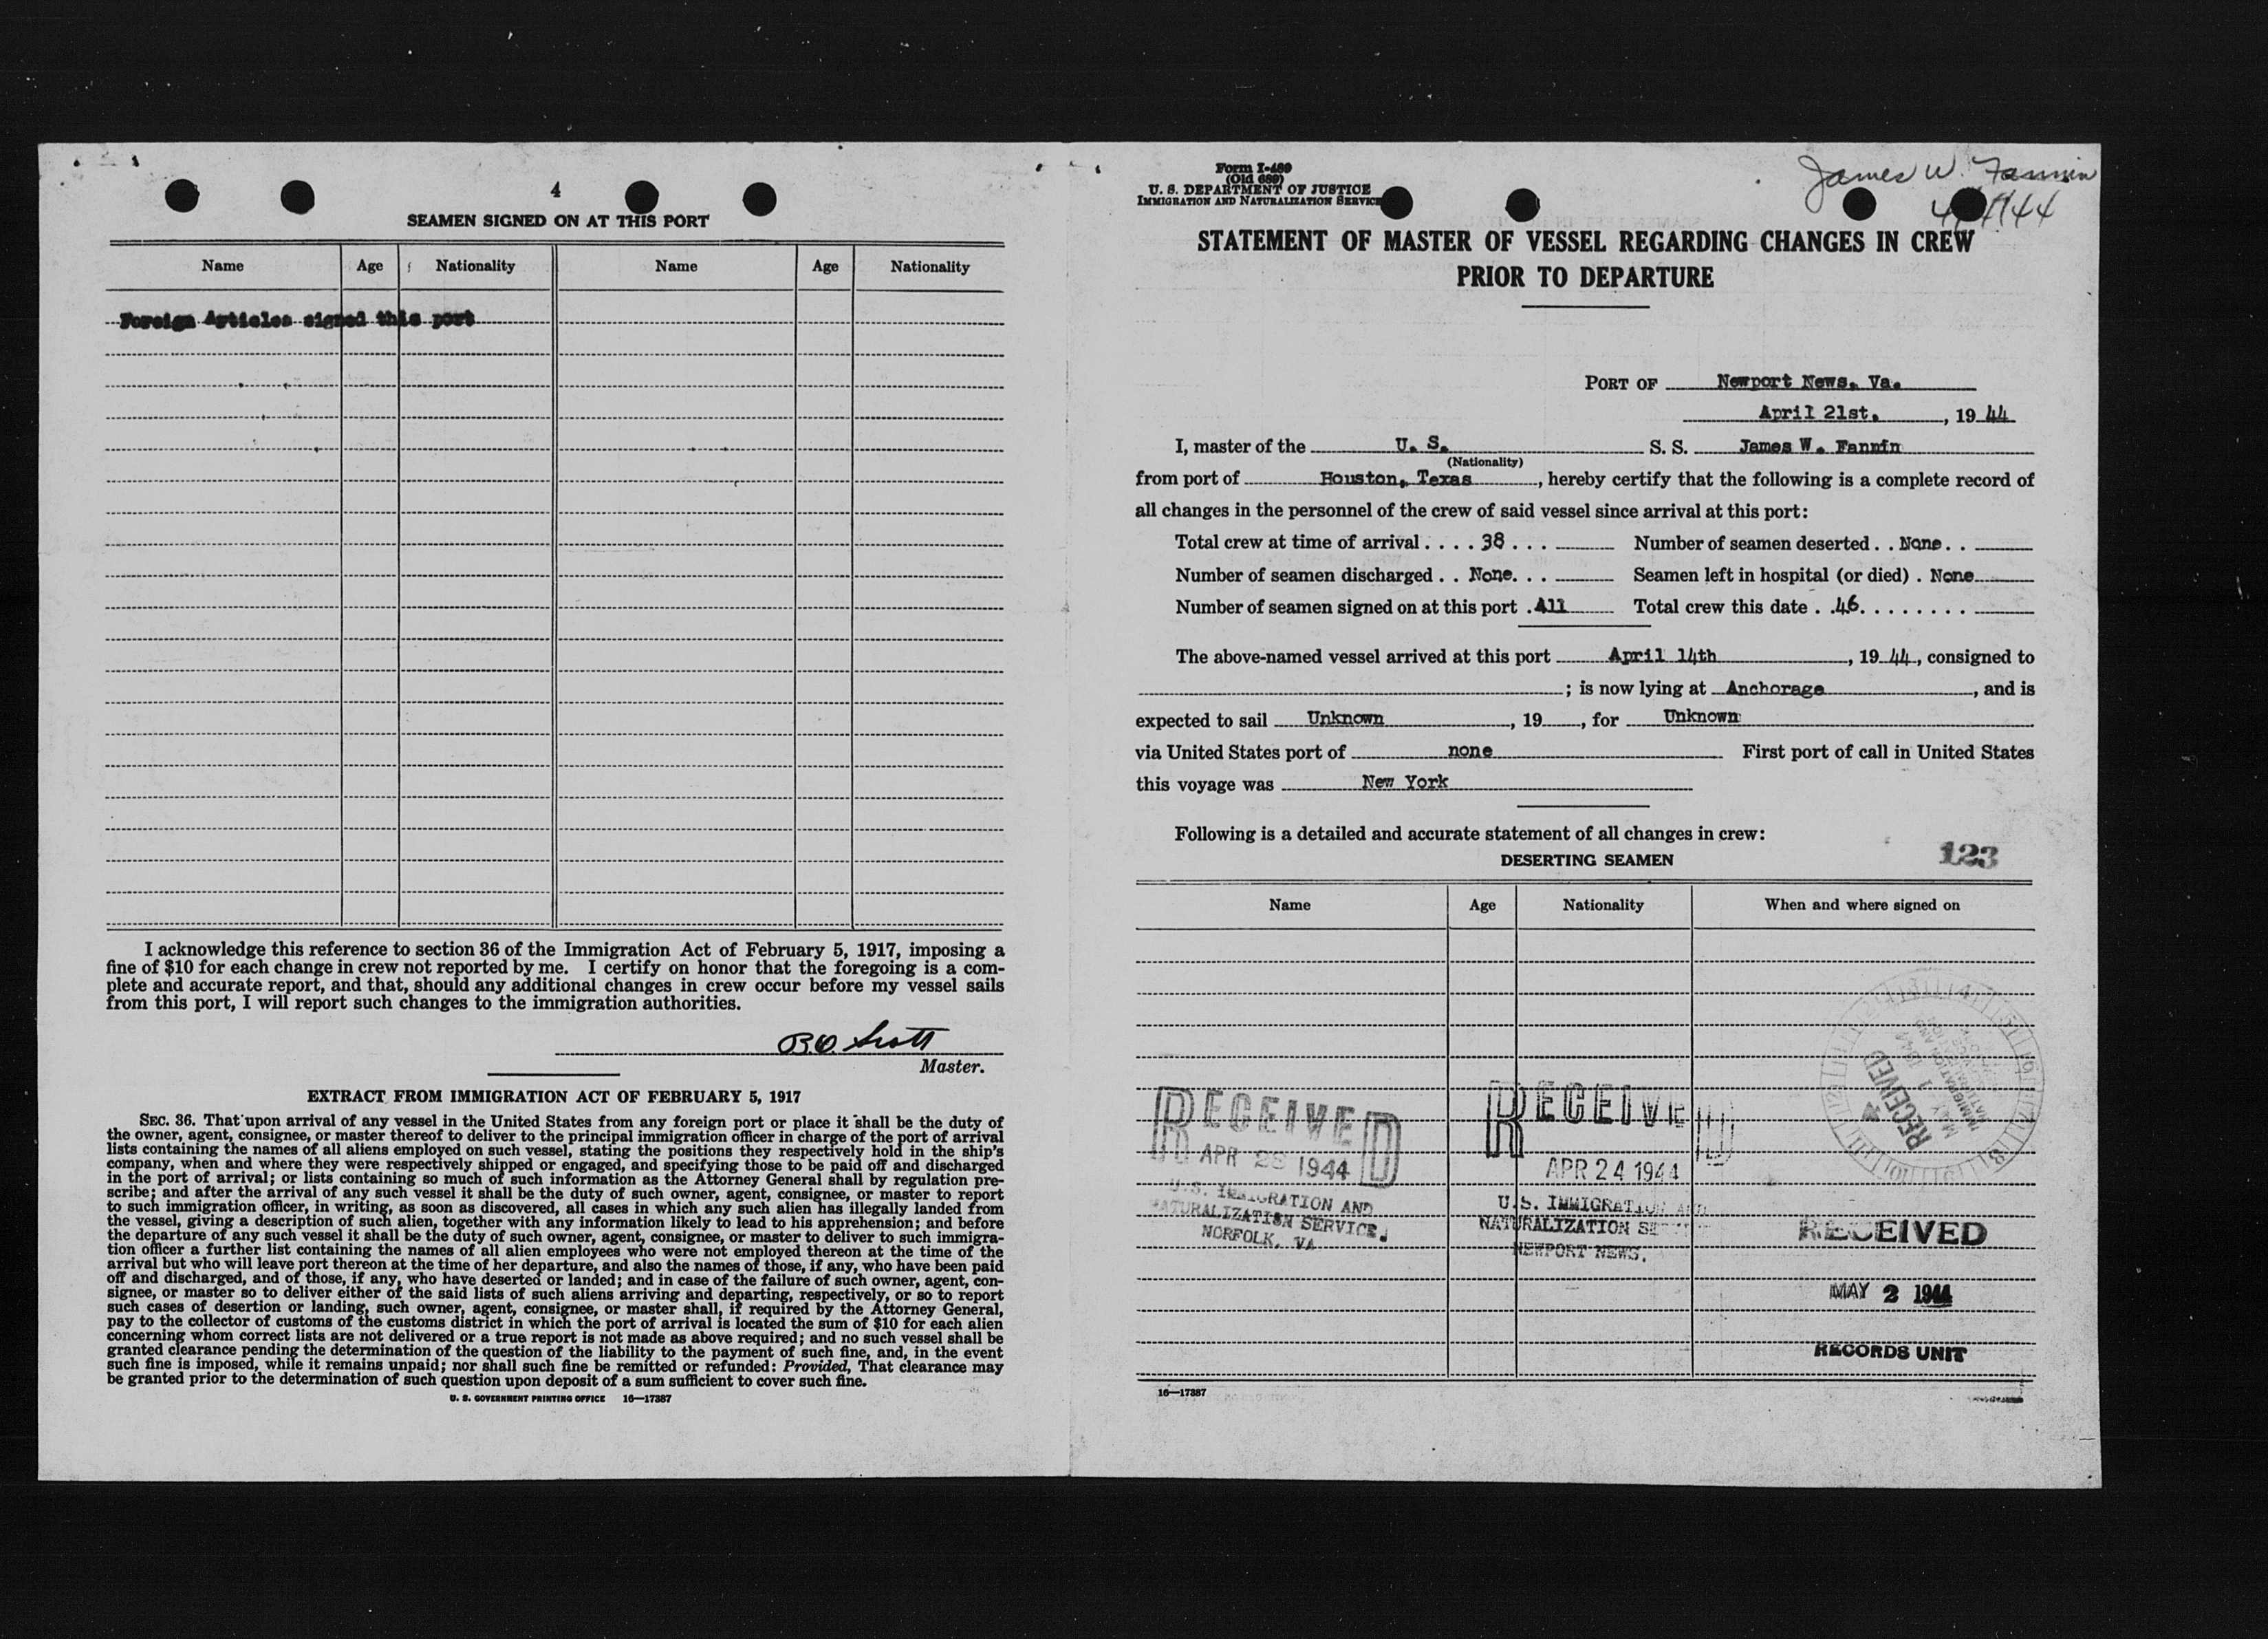 4
SEAMEN SIGNED ON AT THIS PORT
Name Age Nationality Name Age Nationality
Foreign Articles signed this port
I acknowledge this reference to section 36 of the Immigration Act of February 5, 1917, imposing a
fine of $10 for each change in crew not reported by me. I certify on honor that the foregoing is a com-
plete and accurate report, and that, should any additional changes in crew occur before my vessel sails
from this port, I will report such changes to the immigration authorities.
B.O. Scott
Master.
EXTRACT FROM IMMIGRATION ACT OF FEBRUARY 5, 1917
SEC. 36. That upon arrival of any vessel in the United States from any foreign port or place it shall be the duty of
the owner, agent, consignee, or master thereof to deliver to the principal immigration officer in charge of the port of arrival
lists containing the names of all aliens employed on such vessel, stating the positions they respectively hold in the ship's
company, when and where they were respectively shipped or engaged, and specifying those to be paid off and discharged
in the port of arrival; or lists containing so much of such information as the Attorney General shall by regulation pre-
scribe; and after the arrival of any such vessel it shall be the duty of such owner, agent, consignee, or master to report
to such immigration officer, in writing, as soon as discovered, all cases in which any such alien has illegally landed from
the vessel, giving a description of such alien, together with any information likely to lead to his apprehension; and before
the departure of any such vessel it shall be the duty of such owner, agent, consignee, or master to deliver to such immigra-
tion officer a further list containing the names of all alien employees who were not employed thereon at the time of the
arrival but who will leave port thereon at the time of her departure, and also the names of those, if any, who have been paid
off and discharged, and of those, if any, who have deserted or landed; and in case of the failure of such owner, agent, con-
signee, or master so to deliver either of the said lists of such aliens arriving and departing, respectively, or so to report
such cases of desertion or landing, such owner, agent, consignee, or master shall, if required by the Attorney General,
pay to the collector of customs of the customs district in which the port of arrival is located the sum of $10 for each alien
concerning whom correct lists are not delivered or a true report is not made as above required; and no such vessel shall be
granted clearance pending the determination of the question of the liability to the payment of such fine, and, in the event
such fine is imposed, while it remains unpaid; nor shall such fine be remitted or refunded: Provided, That clearance may
be granted prior to the determination of such question upon deposit of a sum sufficient to cover such fine.
U. S. GOVERNMENT PRINTING OFFICE 16—17387
Form I-489
(Old 689)
U. S. DEPARTMENT OF JUSTICE
IMMIGRATION AND NATURALIZATION SERVICE
James W. Fannin
STATEMENT OF MASTER OF VESSEL REGARDING CHANGES IN CREW
PRIOR TO DEPARTURE
PORT OF Newport News, Va.
April 21st, , 19 44
I, master of the U. S. S. S. James W. Fannin
(Nationality)
from port of Houston, Texas , hereby certify that the following is a complete record of
all changes in the personnel of the crew of said vessel since arrival at this port:
Total crew at time of arrival . . . . 38 . . . Number of seamen deserted . . None. .
Number of seamen discharged . . None. . . Seamen left in hospital (or died) . None
Number of seamen signed on at this port . All Total crew this date . . 46. . . . . . . .
The above-named vessel arrived at this port April 14th , 19 44, consigned to
; is now lying at Anchorage , and is
expected to sail Unknown , 19 , for Unknown
via United States port of none First port of call in United States
this voyage was New York
Following is a detailed and accurate statement of all changes in crew:
123
DESERTING SEAMEN
Name Age Nationality When and where signed on
RECEIVED
MAY 1 1944
IMMIGRATION AND
RECEIVED
APR 1944
U.S. IMMIGRATION AND
NATURALIZATION SERVICE
NORFOLK, VA
RECEIVED
APR 24 1944
U.S. IMMIGRATION AND
NATURALIZATION
NEWPORT NEWS,
RECEIVED
MAY 2 1944
RECORDS UNIT
16—17387